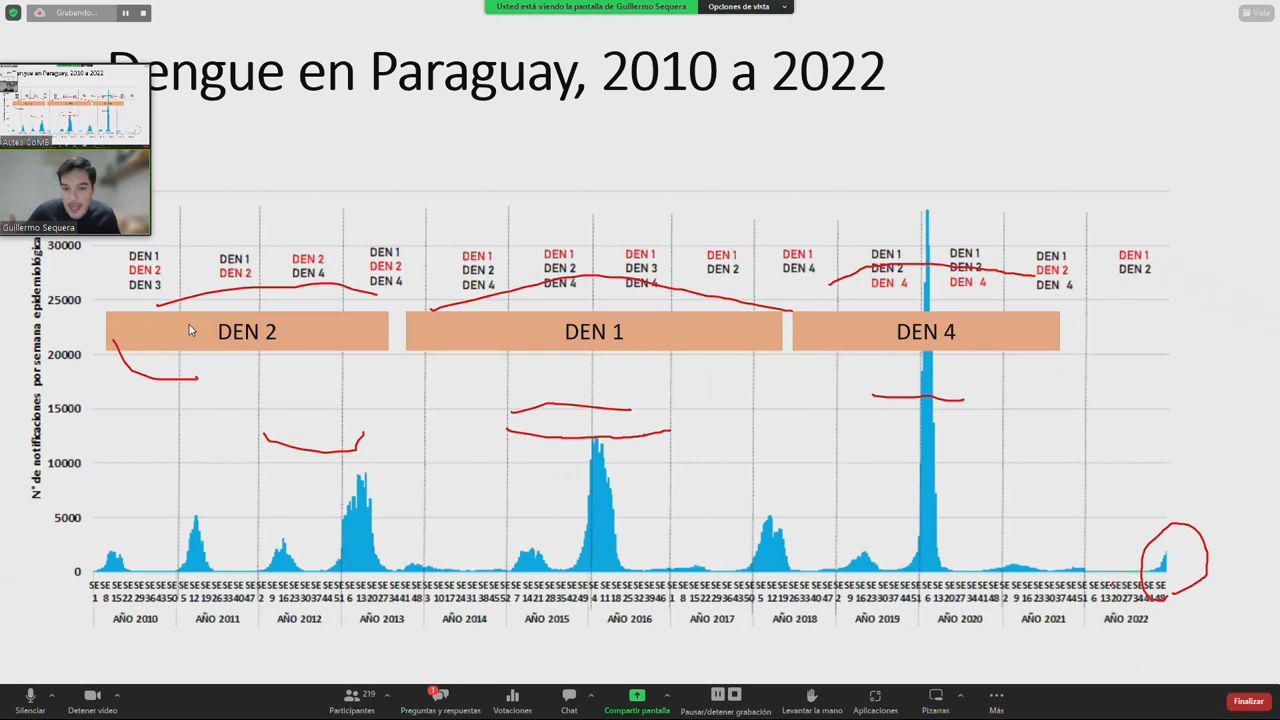 Grabando...
Usted está viendo la pantalla de Guillermo Sequera
Opciones de vista
Vista
Dengue en Paraguay, 2010 a 2022
Dengue en Paraguay, 2010 a 2022
Guillermo Sequera
N° de notificaciones por semana epidemiológica
30000
25000
20000
15000
10000
5000
0
DEN 1
DEN 2
DEN 3
DEN 1
DEN 2
DEN 2
DEN 4
DEN 1
DEN 2
DEN 4
DEN 1
DEN 2
DEN 4
DEN 1
DEN 2
DEN 4
DEN 1
DEN 3
DEN 4
DEN 1
DEN 2
DEN 1
DEN 4
DEN 1
DEN 2
DEN 4
DEN 1
DEN 2
DEN 4
DEN 1
DEN 2
DEN 4
DEN 1
DEN 2
DEN 2
DEN 1
DEN 4
AÑO 2010
AÑO 2011
AÑO 2012
AÑO 2013
AÑO 2014
AÑO 2015
AÑO 2016
AÑO 2017
AÑO 2018
AÑO 2019
AÑO 2020
AÑO 2021
AÑO 2022
Silenciar
Detener video
219
Participantes
1
Preguntas y respuestas
Votaciones
Chat
Compartir pantalla
Pausar/detener grabación
Levantar la mano
Aplicaciones
Pizarras
Más
Finalizar